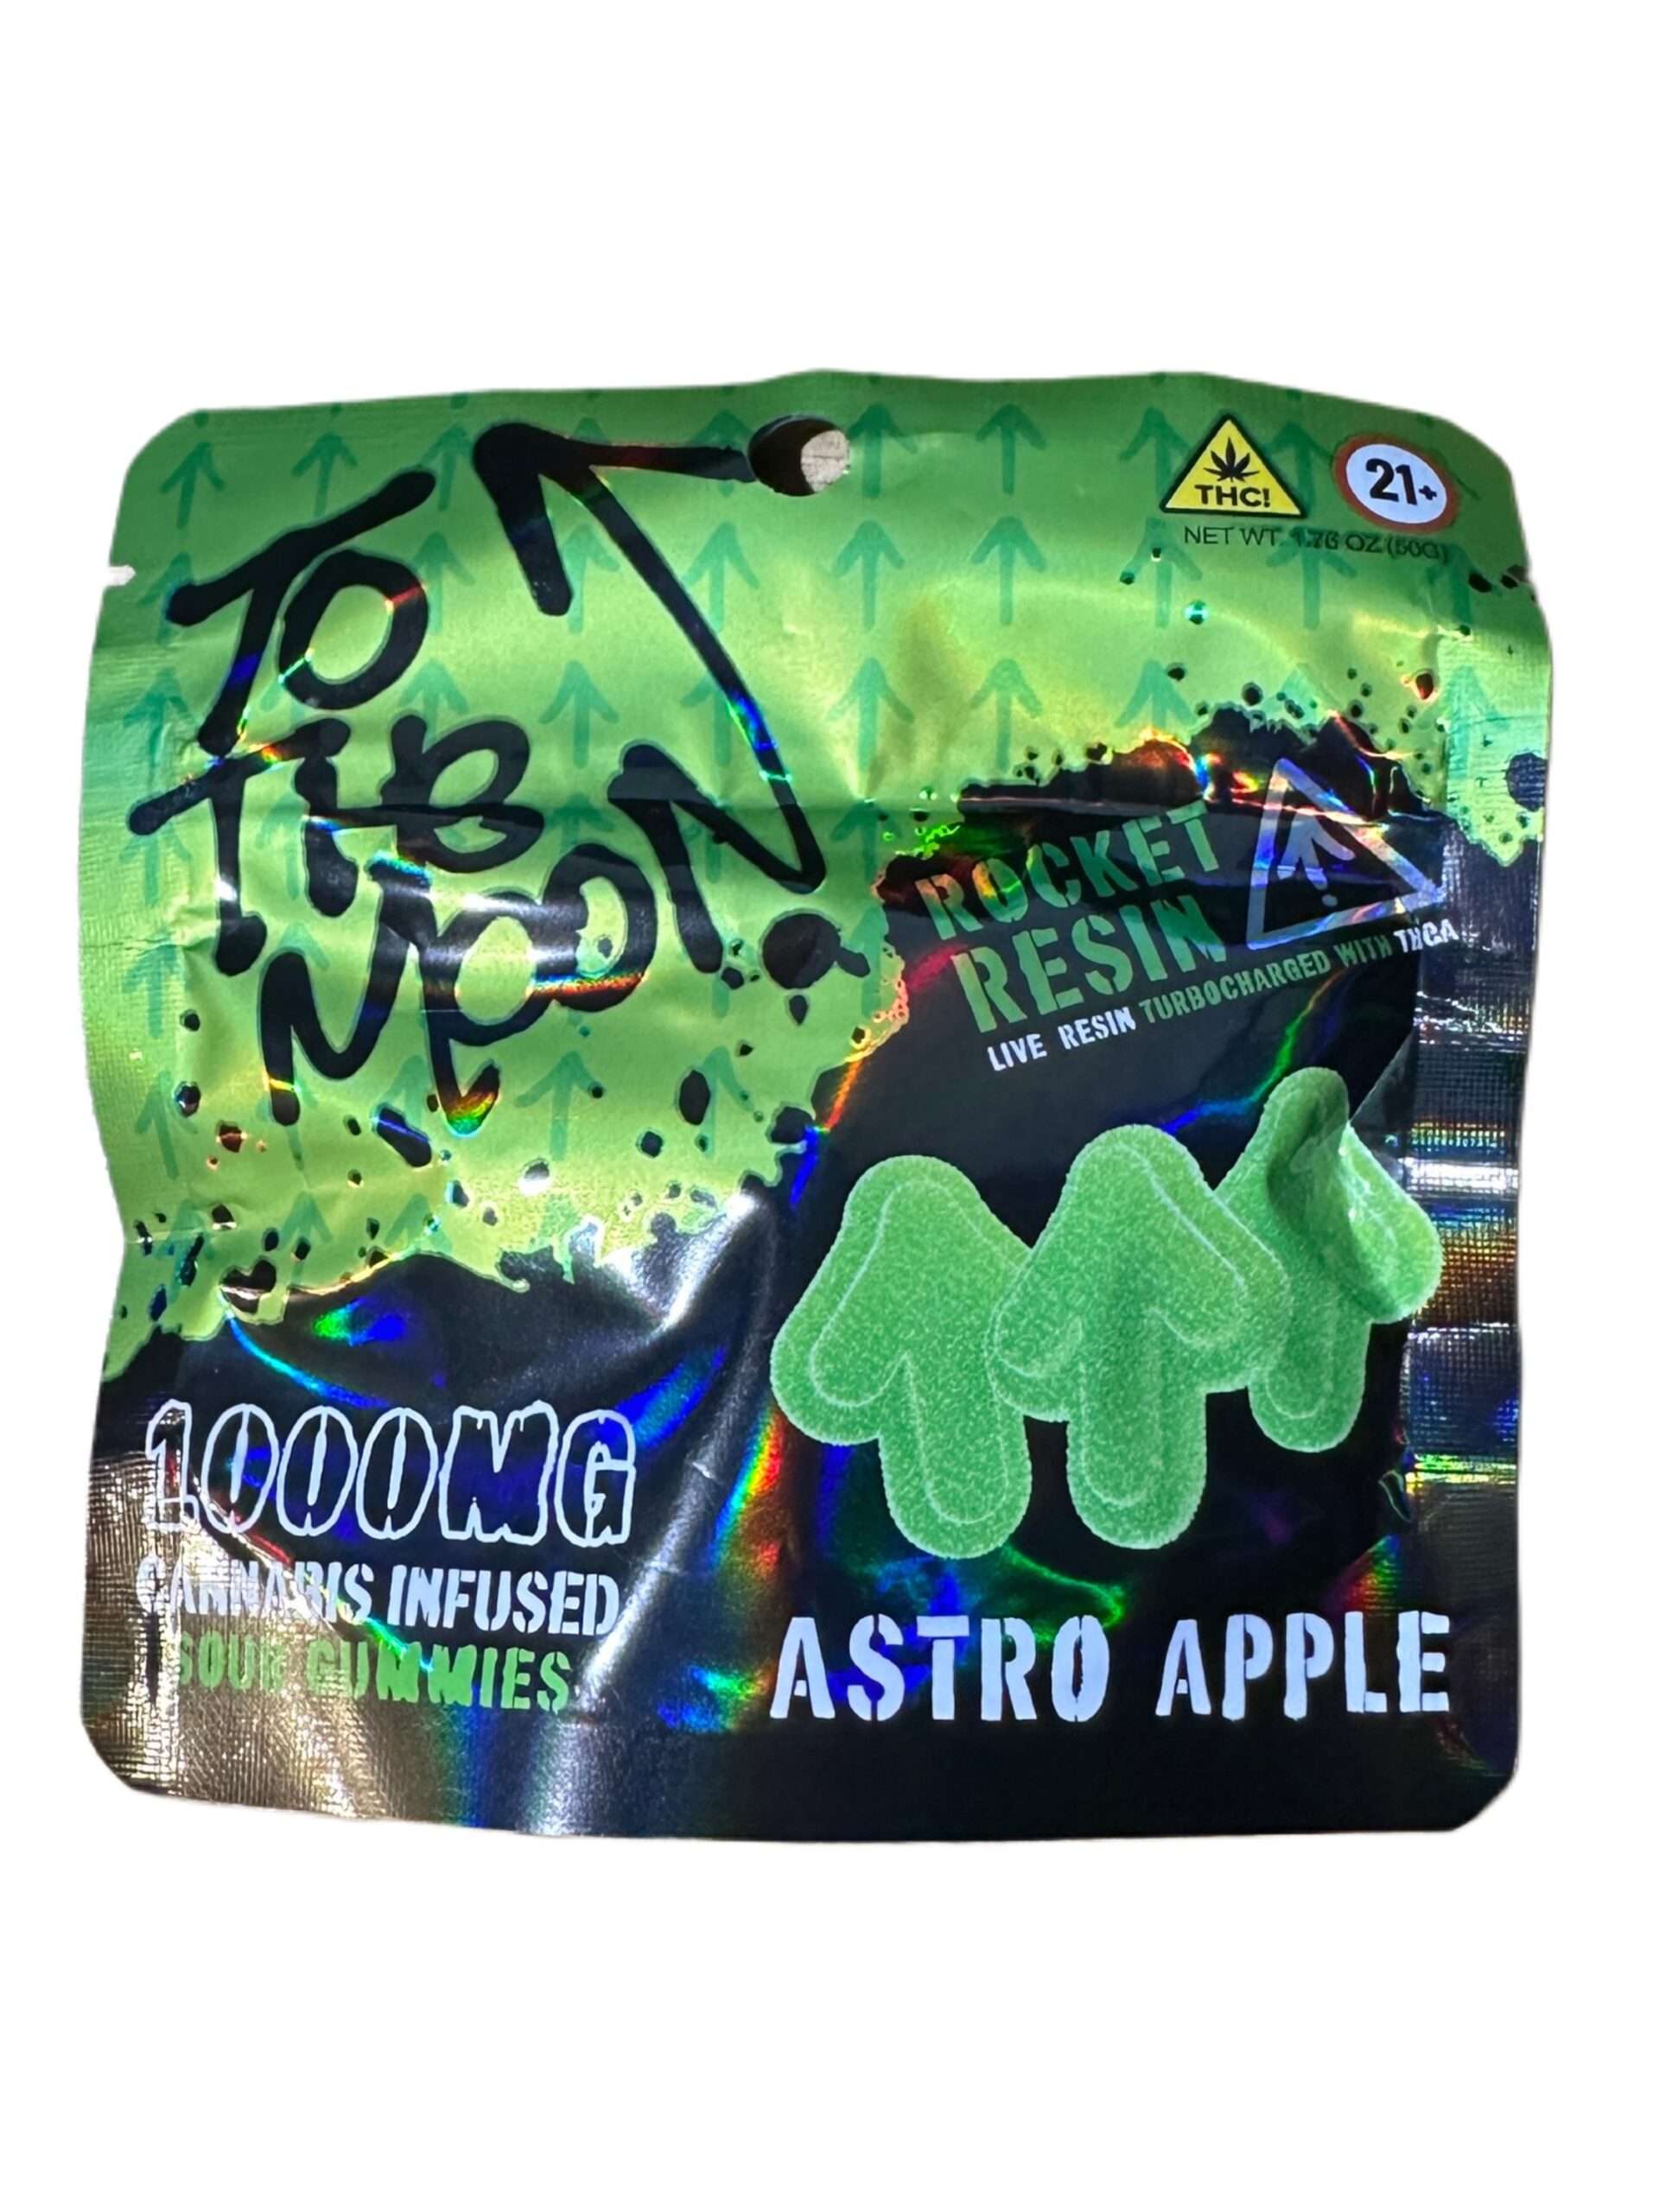 TO
THE
MOON
THC!
21+
NET WT. 1.76 OZ (50G)
ROCKET
RESIN
LIVE RESIN TURBOCHARGED WITH THCA
1000MG
CANNABIS INFUSED
SOUR GUMMIES
ASTRO APPLE